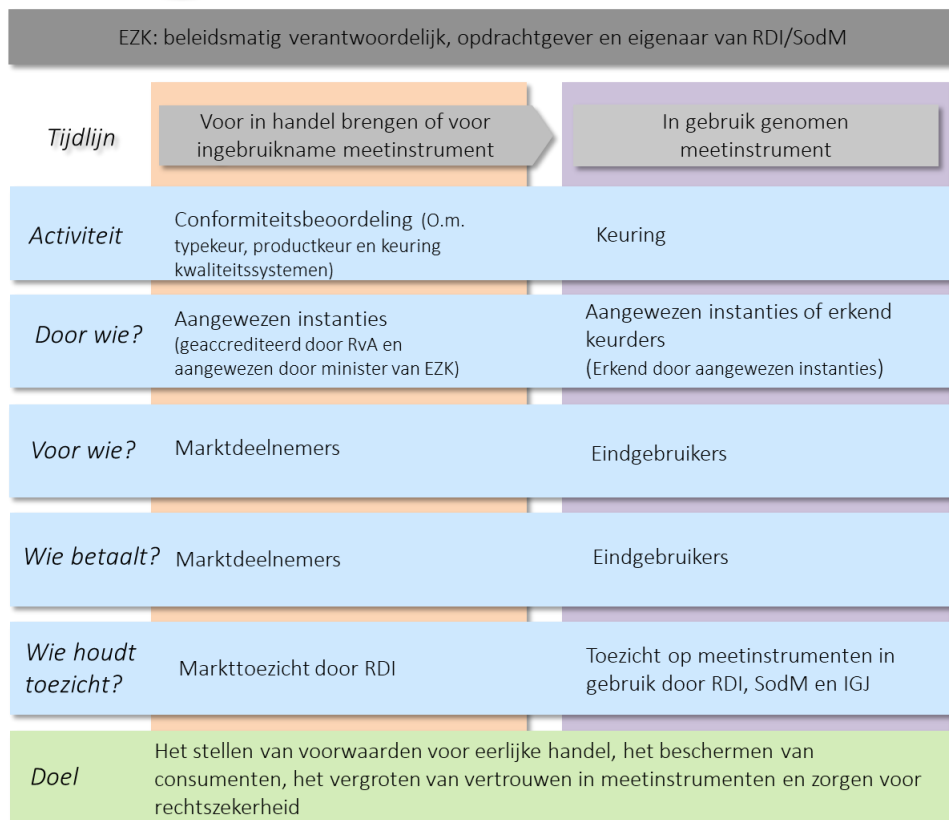 EZK: beleidsmatig verantwoordelijk, opdrachtgever en eigenaar van RDI/SodM
Tijdlijn
Voor in handel brengen of voor
ingebruikname meetinstrument
In gebruik genomen
meetinstrument
Activiteit
Conformiteitsbeoordeling (O.m.
typekeur, productkeur en keuring
kwaliteitssystemen)
Keuring
Door wie?
Aangewezen instanties
(geaccrediteerd door RvA en
aangewezen door minister van EZK)
Aangewezen instanties of erkend
keurders
(Erkend door aangewezen instanties)
Voor wie?
Marktdeelnemers
Eindgebruikers
Wie betaalt?
Marktdeelnemers
Eindgebruikers
Wie houdt
toezicht?
Markttoezicht door RDI
Toezicht op meetinstrumenten in
gebruik door RDI, SodM en IGJ
Doel
Het stellen van voorwaarden voor eerlijke handel, het beschermen van
consumenten, het vergroten van vertrouwen in meetinstrumenten en zorgen voor
rechtszekerheid